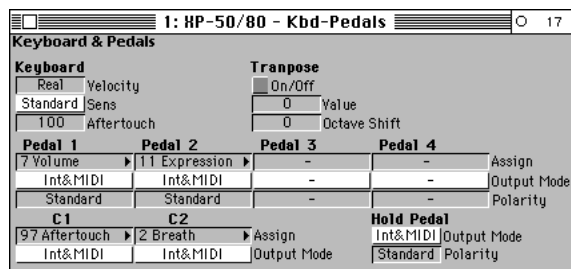 1: XP-50/80 - Kbd-Pedals 17
Keyboard & Pedals
Keyboard Tranpose
Real Velocity On/Off
Standard Sens 0 Value
100 Aftertouch 0 Octave Shift
Pedal 1 Pedal 2 Pedal 3 Pedal 4
7 Volume 11 Expression - - Assign
Int&MIDI Int&MIDI - - Output Mode
Standard Standard - - Polarity
C1 C2 Hold Pedal
97 Aftertouch 2 Breath Assign Int&MIDI Output Mode
Int&MIDI Int&MIDI Output Mode Standard Polarity